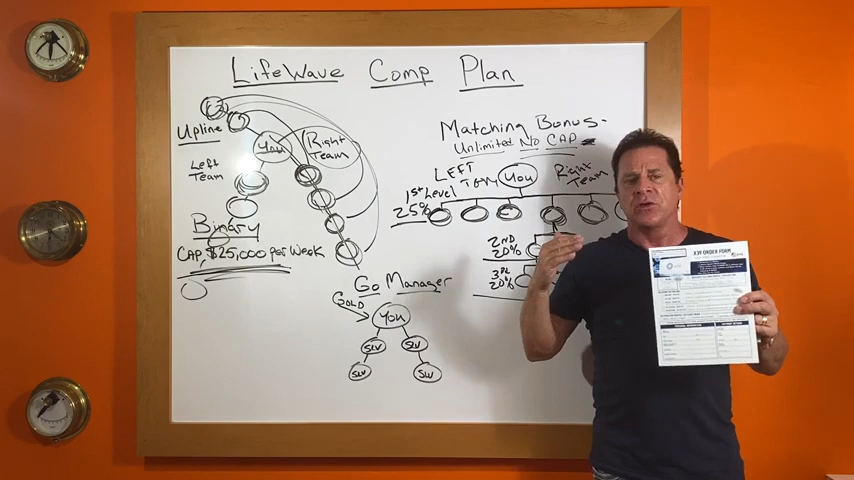 LifeWave Comp Plan
Upline
You
Right
Team
Left
Team
Binary
CAP, $25,000 per Week
Matching Bonus-
Unlimited No CAP
LEFT
Team
You
Right
Team
1st Level
25%
2ND
20%
3RD
20%
Go Manager
GOLD
You
SLV
SLV
SLV
SLV
X39 ORDER FORM